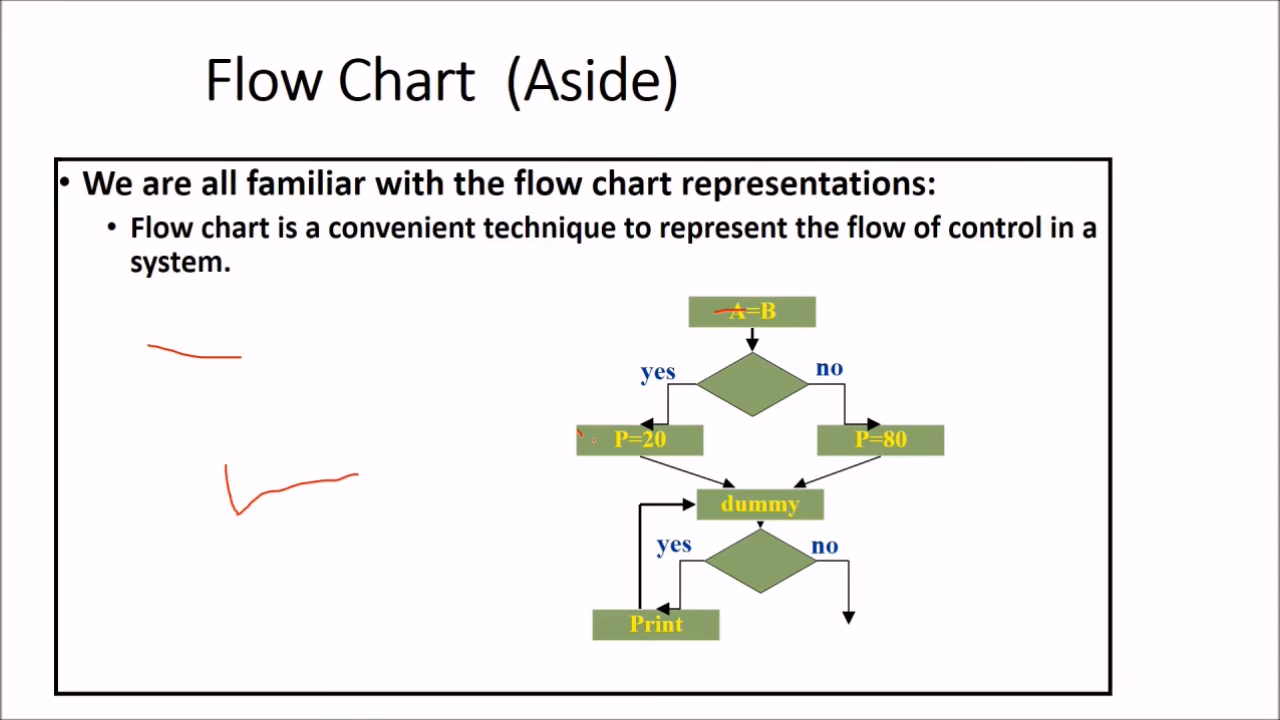 Flow Chart (Aside)
• We are all familiar with the flow chart representations:
• Flow chart is a convenient technique to represent the flow of control in a
system.
A=B
yes
no
P=20
P=80
dummy
yes
no
Print